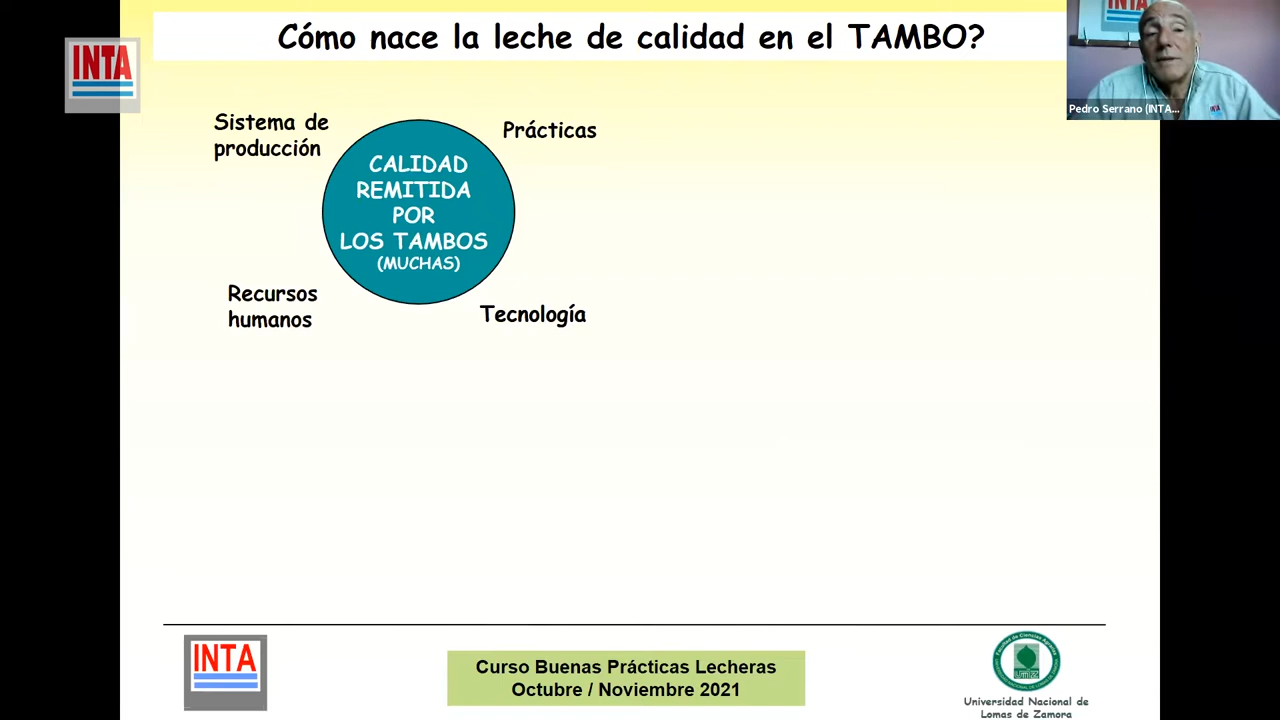 Cómo nace la leche de calidad en el TAMBO?
INTA
INTA
Pedro Serrano (INTA...
INTA
Sistema de
producción
Prácticas
CALIDAD
REMITIDA
POR
LOS TAMBOS
(MUCHAS)
Recursos
humanos
Tecnología
INTA
Curso Buenas Prácticas Lecheras
Octubre / Noviembre 2021
Universidad Nacional de
Lomas de Zamora